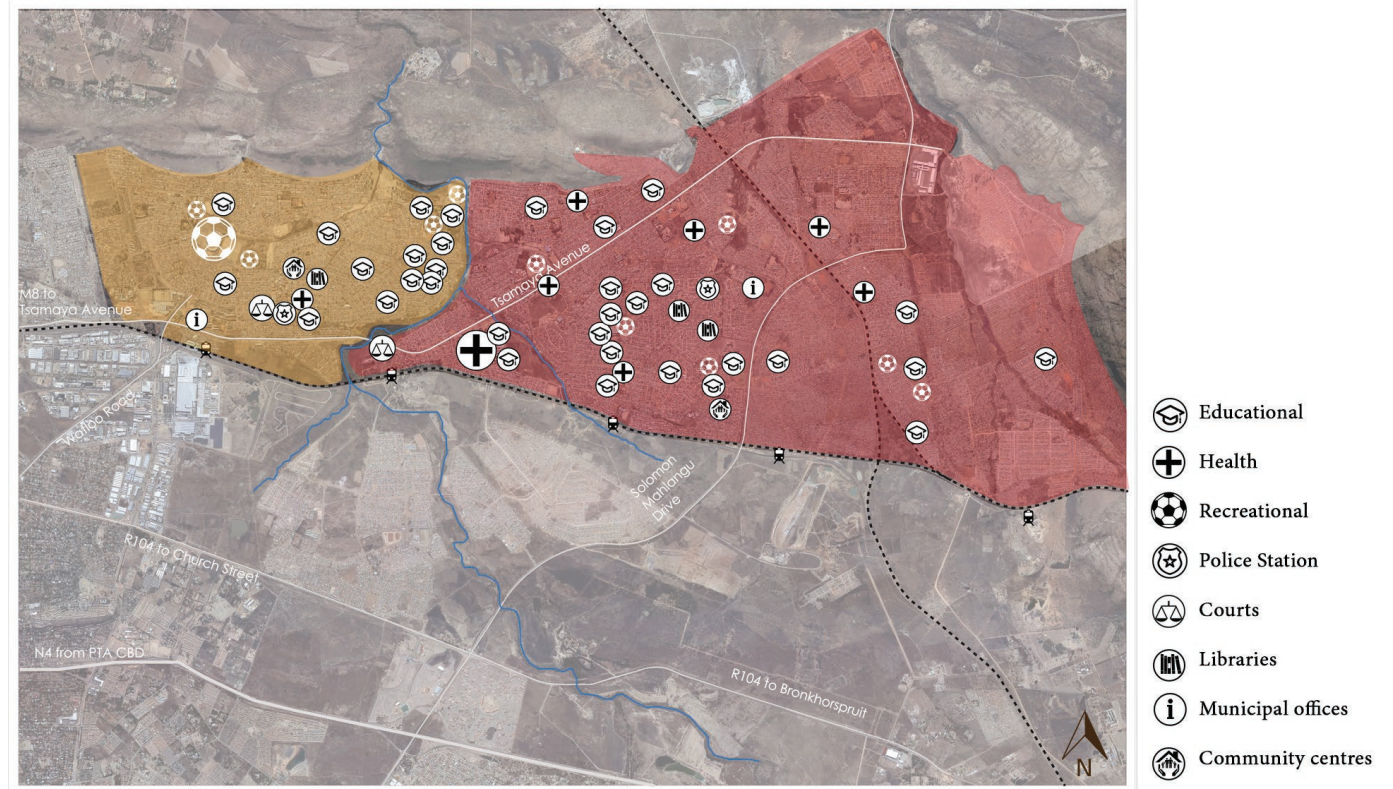 M8 to
Tsamaya Avenue
Tsamaya Avenue
Waltloo Road
Solomon
Mahlangu
Drive
R104 to Church Street
N4 from PTA CBD
R104 to Bronkhorspruit
N
Educational
Health
Recreational
Police Station
Courts
Libraries
i Municipal offices
Community centres